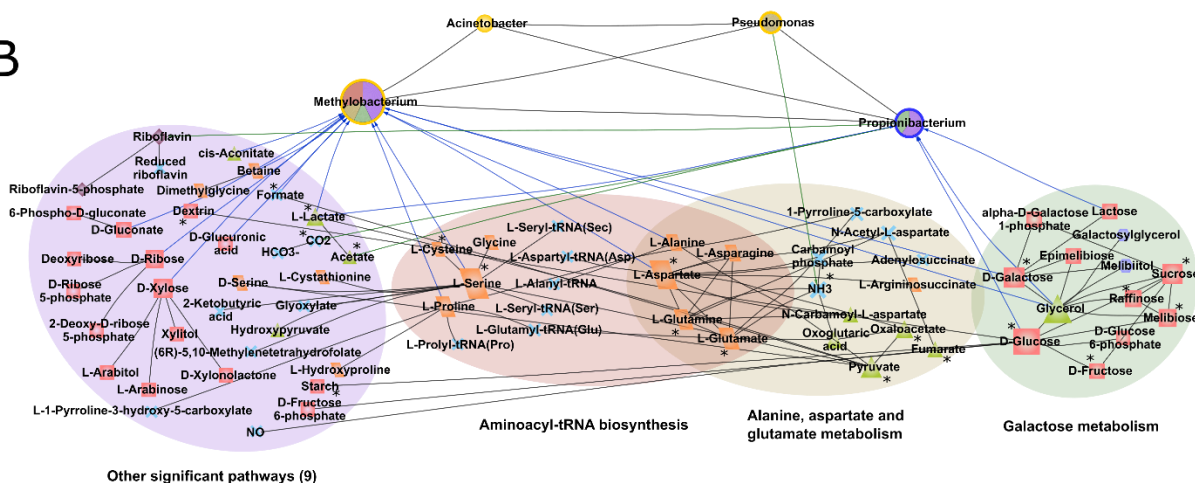 B
Acinetobacter
Pseudomonas
Methylobacterium
Propionibacterium
Riboflavin
cis-Aconitate
Reduced
riboflavin
Betaine
Riboflavin-5-phosphate
Dimethylglycine
Formate
*
6-Phospho-D-gluconate
Dextrin
*
L-Lactate
*
D-Gluconate
D-Glucuronic
acid
CO2
*
HCO3-
Acetate
*
Deoxyribose
D-Ribose
D-Serine
L-Cystathionine
D-Ribose
5-phosphate
D-Xylose
2-Ketobutyric
acid
Glyoxylate
2-Deoxy-D-ribose
5-phosphate
Xylitol
Hydroxypyruvate
(6R)-5,10-Methylenetetrahydrofolate
L-Arabitol
D-Xylonolactone
L-Hydroxyproline
L-Arabinose
Starch
*
L-1-Pyrroline-3-hydroxy-5-carboxylate
D-Fructose
6-phosphate
NO
Other significant pathways (9)
L-Cysteine
*
Glycine
L-Seryl-tRNA(Sec)
L-Aspartyl-tRNA(Asp)
L-Serine
*
L-Alanyl-tRNA
L-Proline
L-Seryl-tRNA(Ser)
L-Glutamyl-tRNA(Glu)
L-Prolyl-tRNA(Pro)
Aminoacyl-tRNA biosynthesis
L-Alanine
L-Asparagine
L-Aspartate
*
L-Glutamine
*
L-Glutamate
*
1-Pyrroline-5-carboxylate
N-Acetyl-L-aspartate
Carbamoyl
phosphate
Adenylosuccinate
NH3
*
L-Argininosuccinate
N-Carbamoyl-L-aspartate
Oxoglutaric
acid
Oxaloacetate
*
Fumarate
*
Pyruvate
*
Alanine, aspartate and
glutamate metabolism
alpha-D-Galactose
1-phosphate
Lactose
Galactosylglycerol
Epimelibiose
D-Galactose
Melibiitol
Sucrose
*
Raffinose
*
Glycerol
Melibiose
*
D-Glucose
*
D-Glucose
6-phosphate
D-Fructose
*
Galactose metabolism